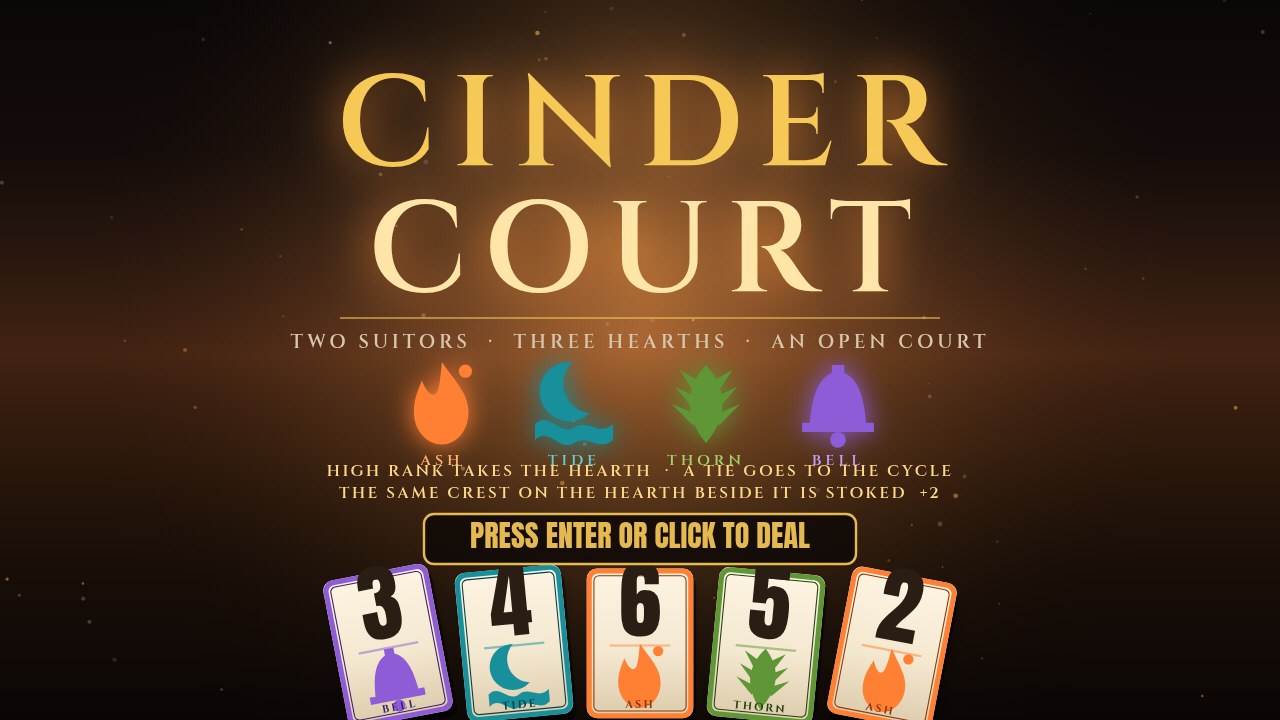 CINDER
COURT
TWO SUITORS · THREE HEARTHS · AN OPEN COURT
ASH TIDE THORN BELL
HIGH RANK TAKES THE HEARTH · A TIE GOES TO THE CYCLE
THE SAME CREST ON THE HEARTH BESIDE IT IS STOKED +2
PRESS ENTER OR CLICK TO DEAL
3 4 6 5 2
BELL TIDE ASH THORN ASH